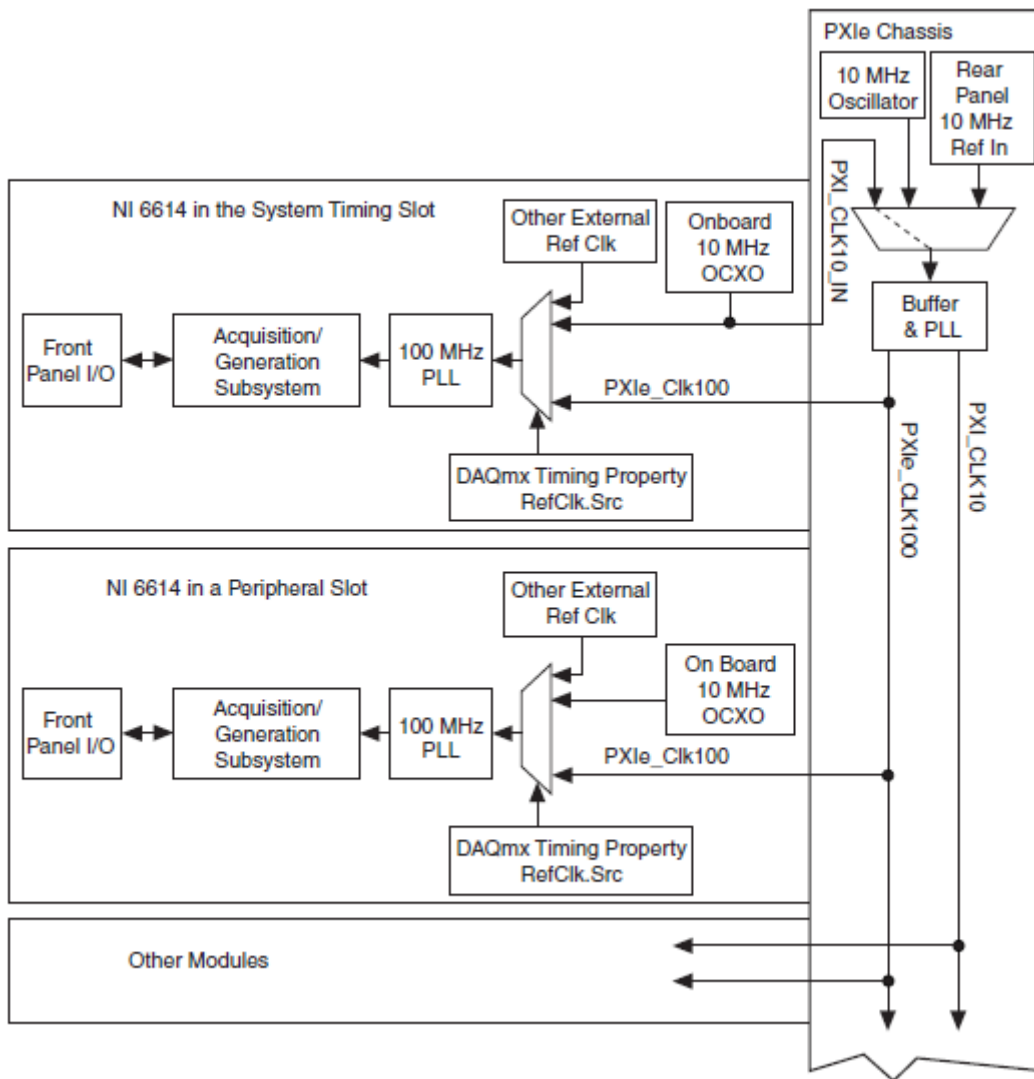 PXIe Chassis
10 MHz
Oscillator
Rear
Panel
10 MHz
Ref In
PXI_CLK10_IN
Buffer
& PLL
PXIe_CLK100
PXI_CLK10
NI 6614 in the System Timing Slot
Other External
Ref Clk
Onboard
10 MHz
OCXO
Front
Panel I/O
Acquisition/
Generation
Subsystem
100 MHz
PLL
PXIe_Clk100
DAQmx Timing Property
RefClk.Src
NI 6614 in a Peripheral Slot
Other External
Ref Clk
On Board
10 MHz
OCXO
Front
Panel I/O
Acquisition/
Generation
Subsystem
100 MHz
PLL
PXIe_Clk100
DAQmx Timing Property
RefClk.Src
Other Modules